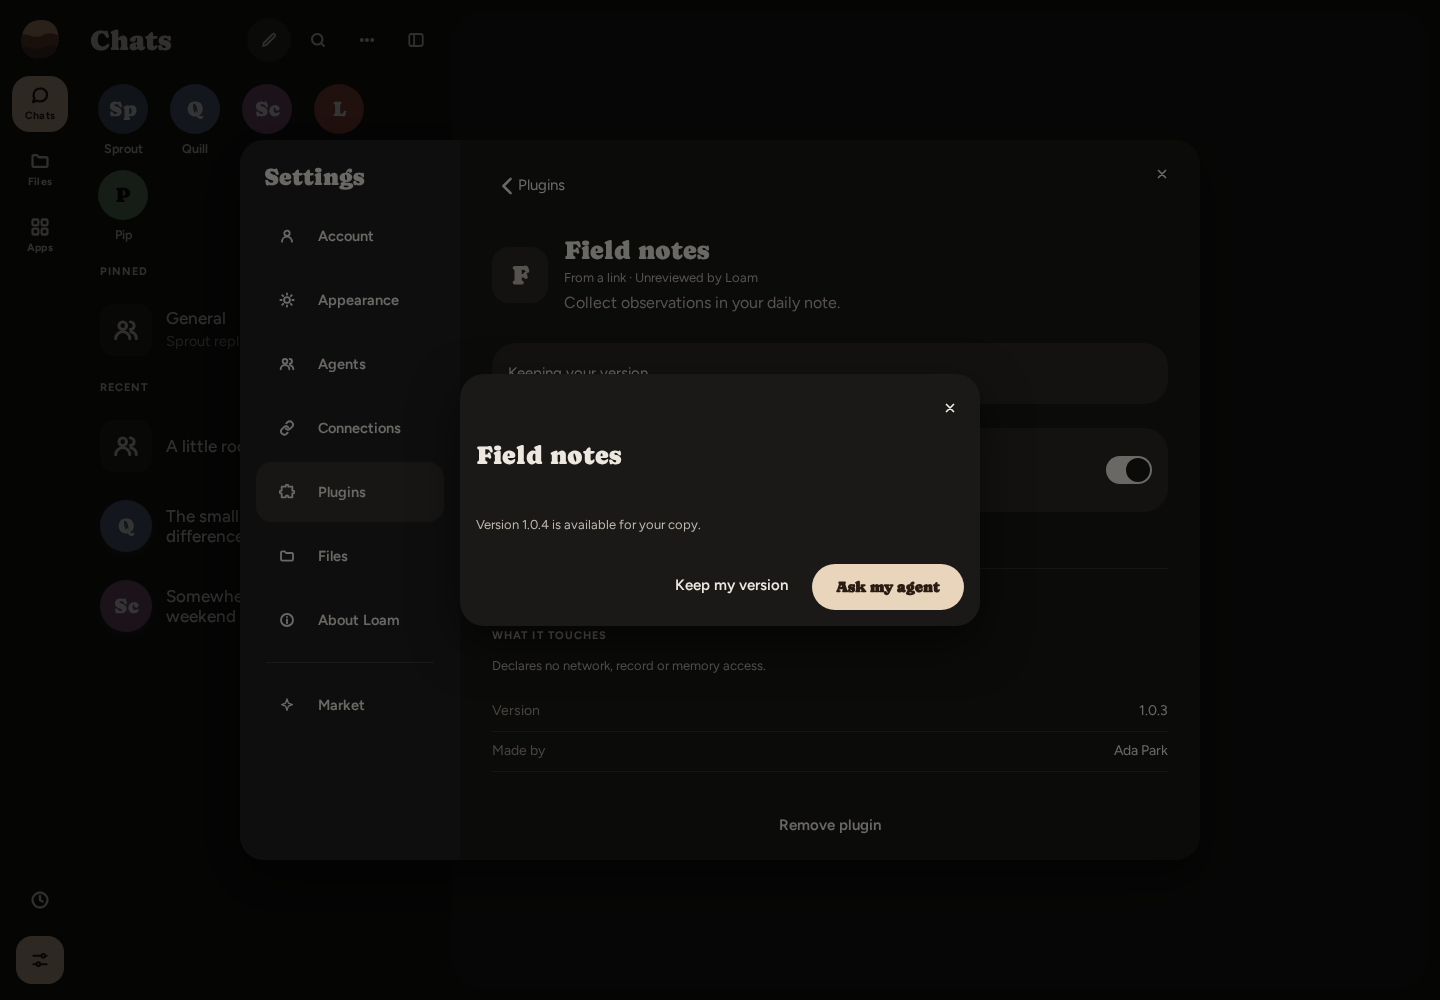 Chats
Chats
Files
Apps
Sp
Q
Sc
L
Sprout
Quill
P
Pip
PINNED
General
Sprout repl
RECENT
A little roo
Q
The small
difference
Sc
Somewhe
weekend
Settings
Account
Appearance
Agents
Connections
Plugins
Files
About Loam
Market
Plugins
F
Field notes
From a link · Unreviewed by Loam
Collect observations in your daily note.
Keeping your version
Field notes
Version 1.0.4 is available for your copy.
Keep my version
Ask my agent
WHAT IT TOUCHES
Declares no network, record or memory access.
Version
1.0.3
Made by
Ada Park
Remove plugin